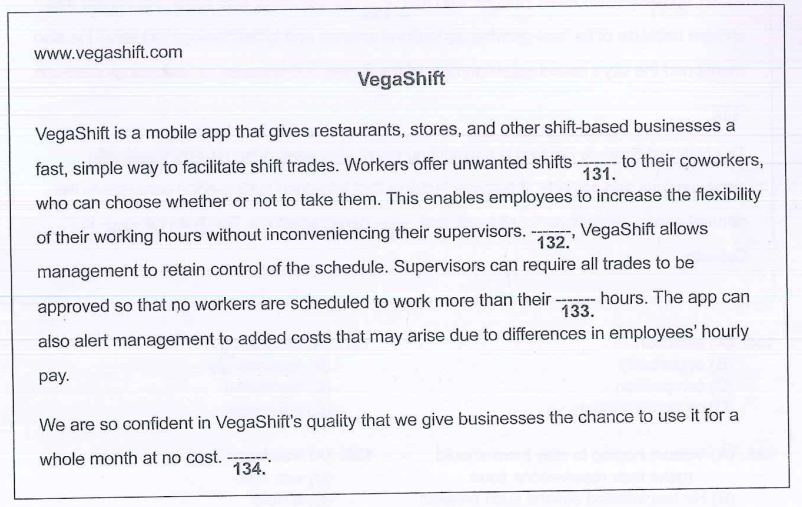 www.vegashift.com
VegaShift
VegaShift is a mobile app that gives restaurants, stores, and other shift-based businesses a
fast, simple way to facilitate shift trades. Workers offer unwanted shifts ------- to their coworkers,
131.
who can choose whether or not to take them. This enables employees to increase the flexibility
of their working hours without inconveniencing their supervisors. -------, VegaShift allows
132.
management to retain control of the schedule. Supervisors can require all trades to be
approved so that no workers are scheduled to work more than their ------- hours. The app can
133.
also alert management to added costs that may arise due to differences in employees' hourly
pay.
We are so confident in VegaShift's quality that we give businesses the chance to use it for a
whole month at no cost. -------.
134.